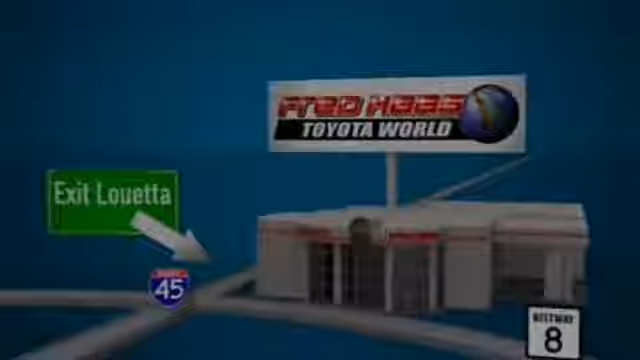 Fred Haas
TOYOTA WORLD
Exit Louetta
45
BELTWAY
8